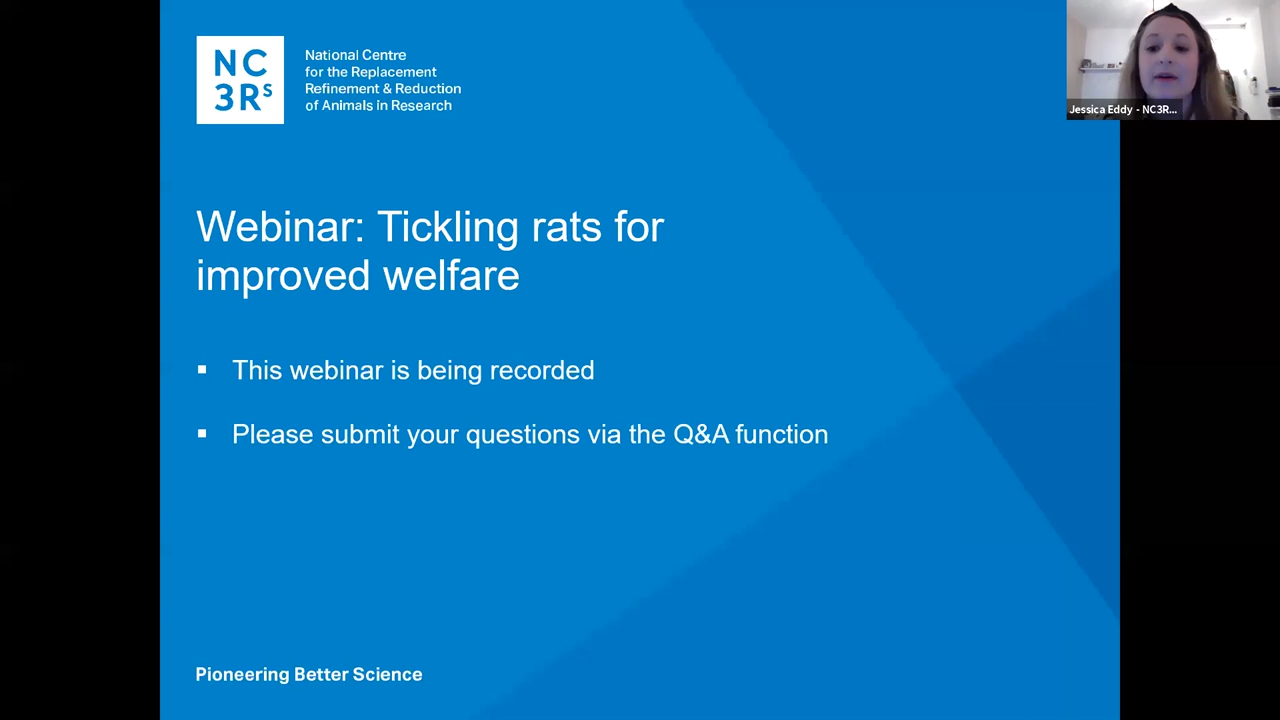 NC
3Rs
National Centre
for the Replacement
Refinement & Reduction
of Animals in Research
Jessica Eddy - NC3R...
Webinar: Tickling rats for
improved welfare
▪ This webinar is being recorded
▪ Please submit your questions via the Q&A function
Pioneering Better Science